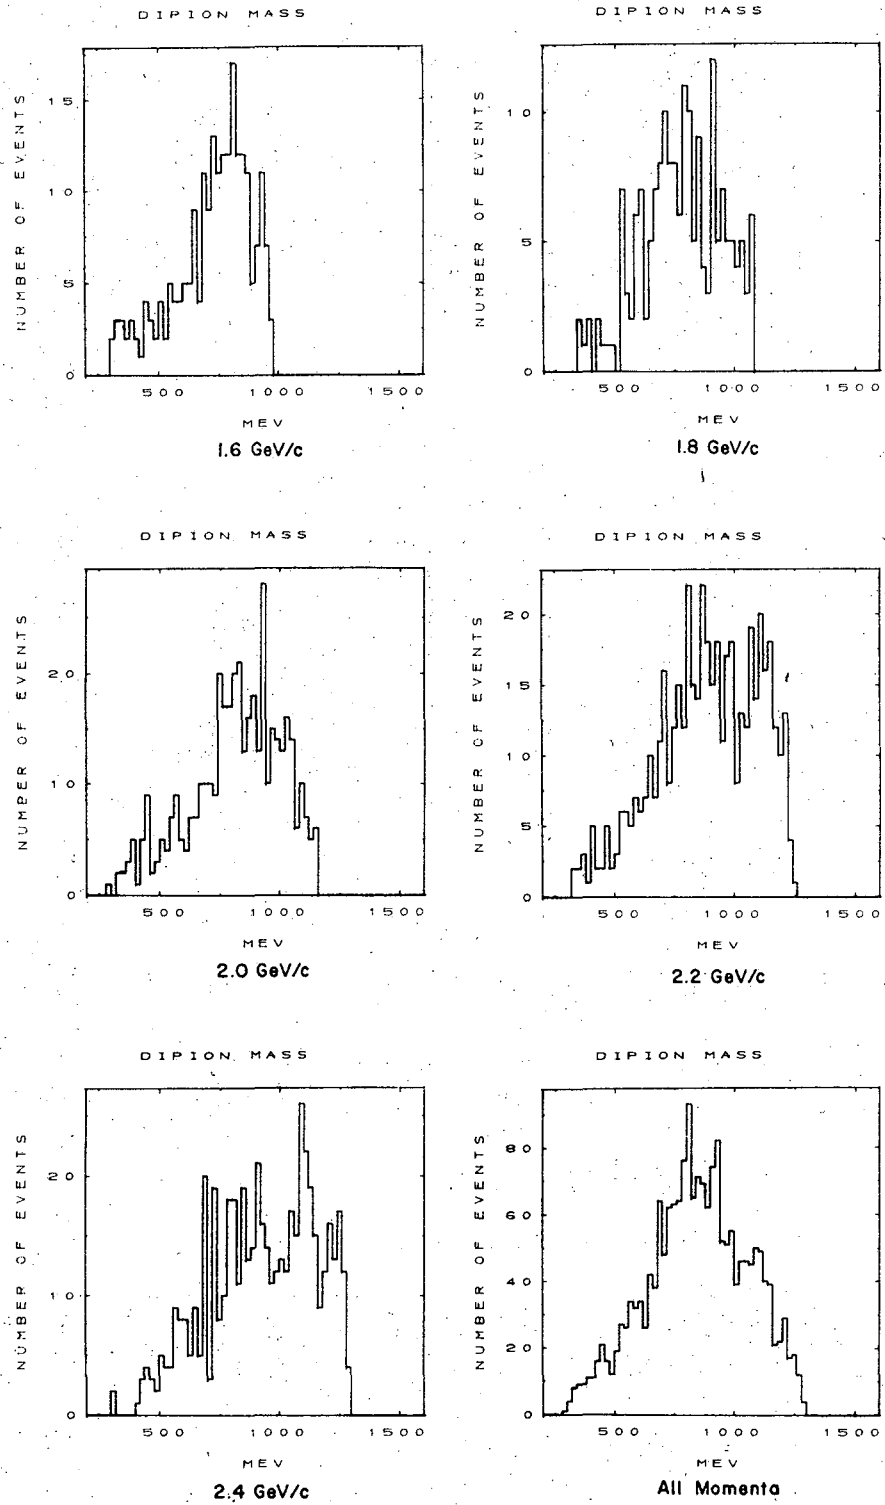 DIPION MASS
NUMBER OF EVENTS
15
10
5
0
500 1000 1500
MEV
1.6 GeV/c
DIPION MASS
NUMBER OF EVENTS
10
5
0
500 1000 1500
MEV
1.8 GeV/c
DIPION MASS
NUMBER OF EVENTS
20
10
0
500 1000 1500
MEV
2.0 GeV/c
DIPION MASS
NUMBER OF EVENTS
20
15
10
5
0
500 1000 1500
MEV
2.2 GeV/c
DIPION MASS
NUMBER OF EVENTS
20
10
0
500 1000 1500
MEV
2.4 GeV/c
DIPION MASS
NUMBER OF EVENTS
80
60
40
20
0
500 1000 1500
MEV
All Momenta